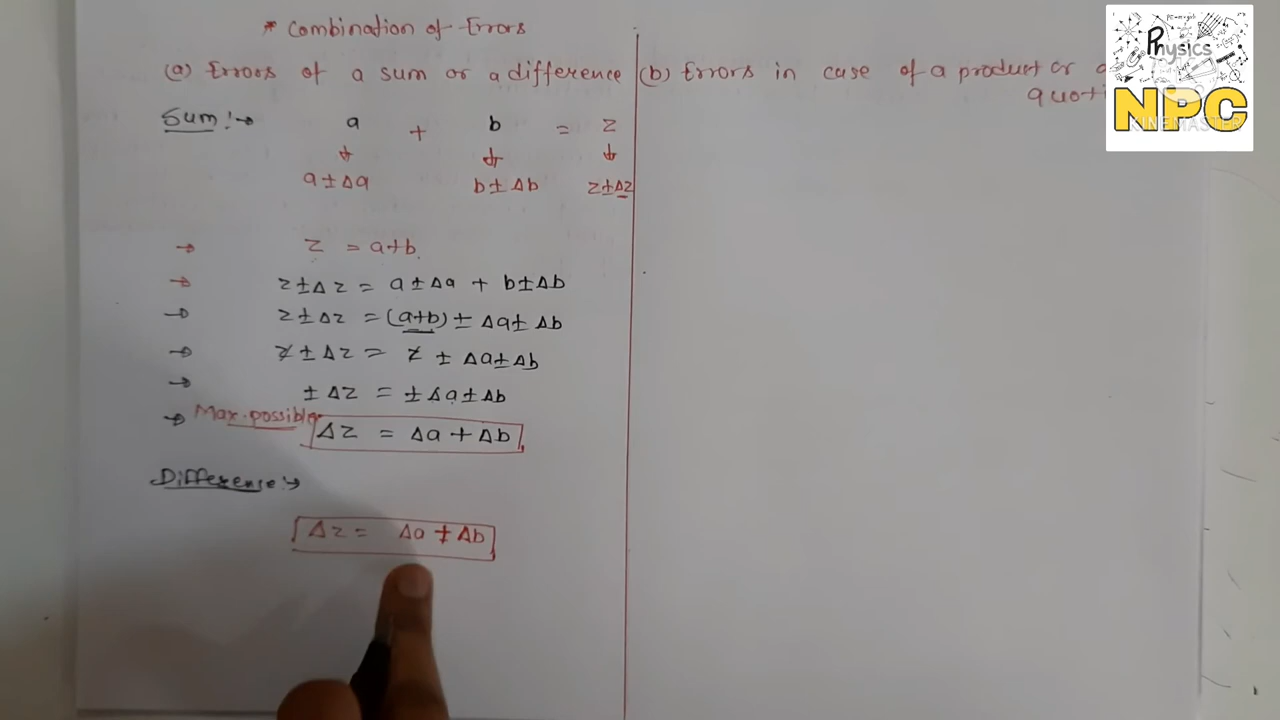 * Combination of Errors
(a) Errors of a sum or a difference
Sum:→ a + b = z
↓ ↓ ↓
a±Δa b±Δb z±Δz
→ z = a+b
→ z±Δz = a±Δa + b±Δb
→ z±Δz = (a+b) ± Δa ± Δb
→ z±Δz = z ± Δa±Δb
→ ±Δz = ±Δa±Δb
→ Max. possible Δz = Δa + Δb
Difference:→
Δz = Δa ± Δb
(b) Errors in case of a product or a
quoti
Physics
NPC
KINEMASTER